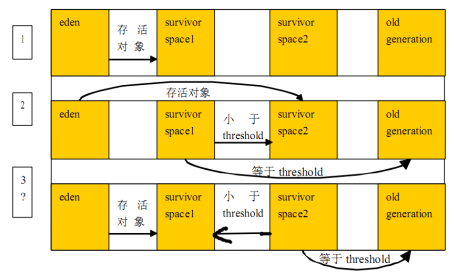 1
eden
存 活
对 象
survivor
space1
survivor
space2
old
generation
2
eden
存活对象
survivor
space1
小 于
threshold
survivor
space2
old
generation
等于 threshold
3
?
eden
存 活
对 象
survivor
space1
小 于
threshold
survivor
space2
old
generation
等于 threshold